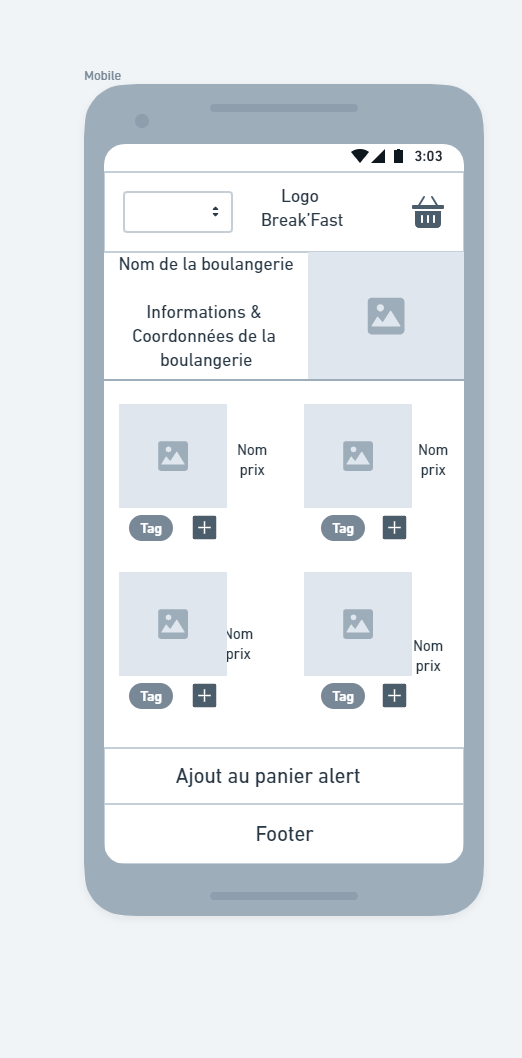 Mobile
3:03
Logo
Break'Fast
Nom de la boulangerie
Informations &
Coordonnées de la
boulangerie
Nom
prix
Nom
prix
Tag
Tag
Nom
prix
Nom
prix
Tag
Tag
Ajout au panier alert
Footer